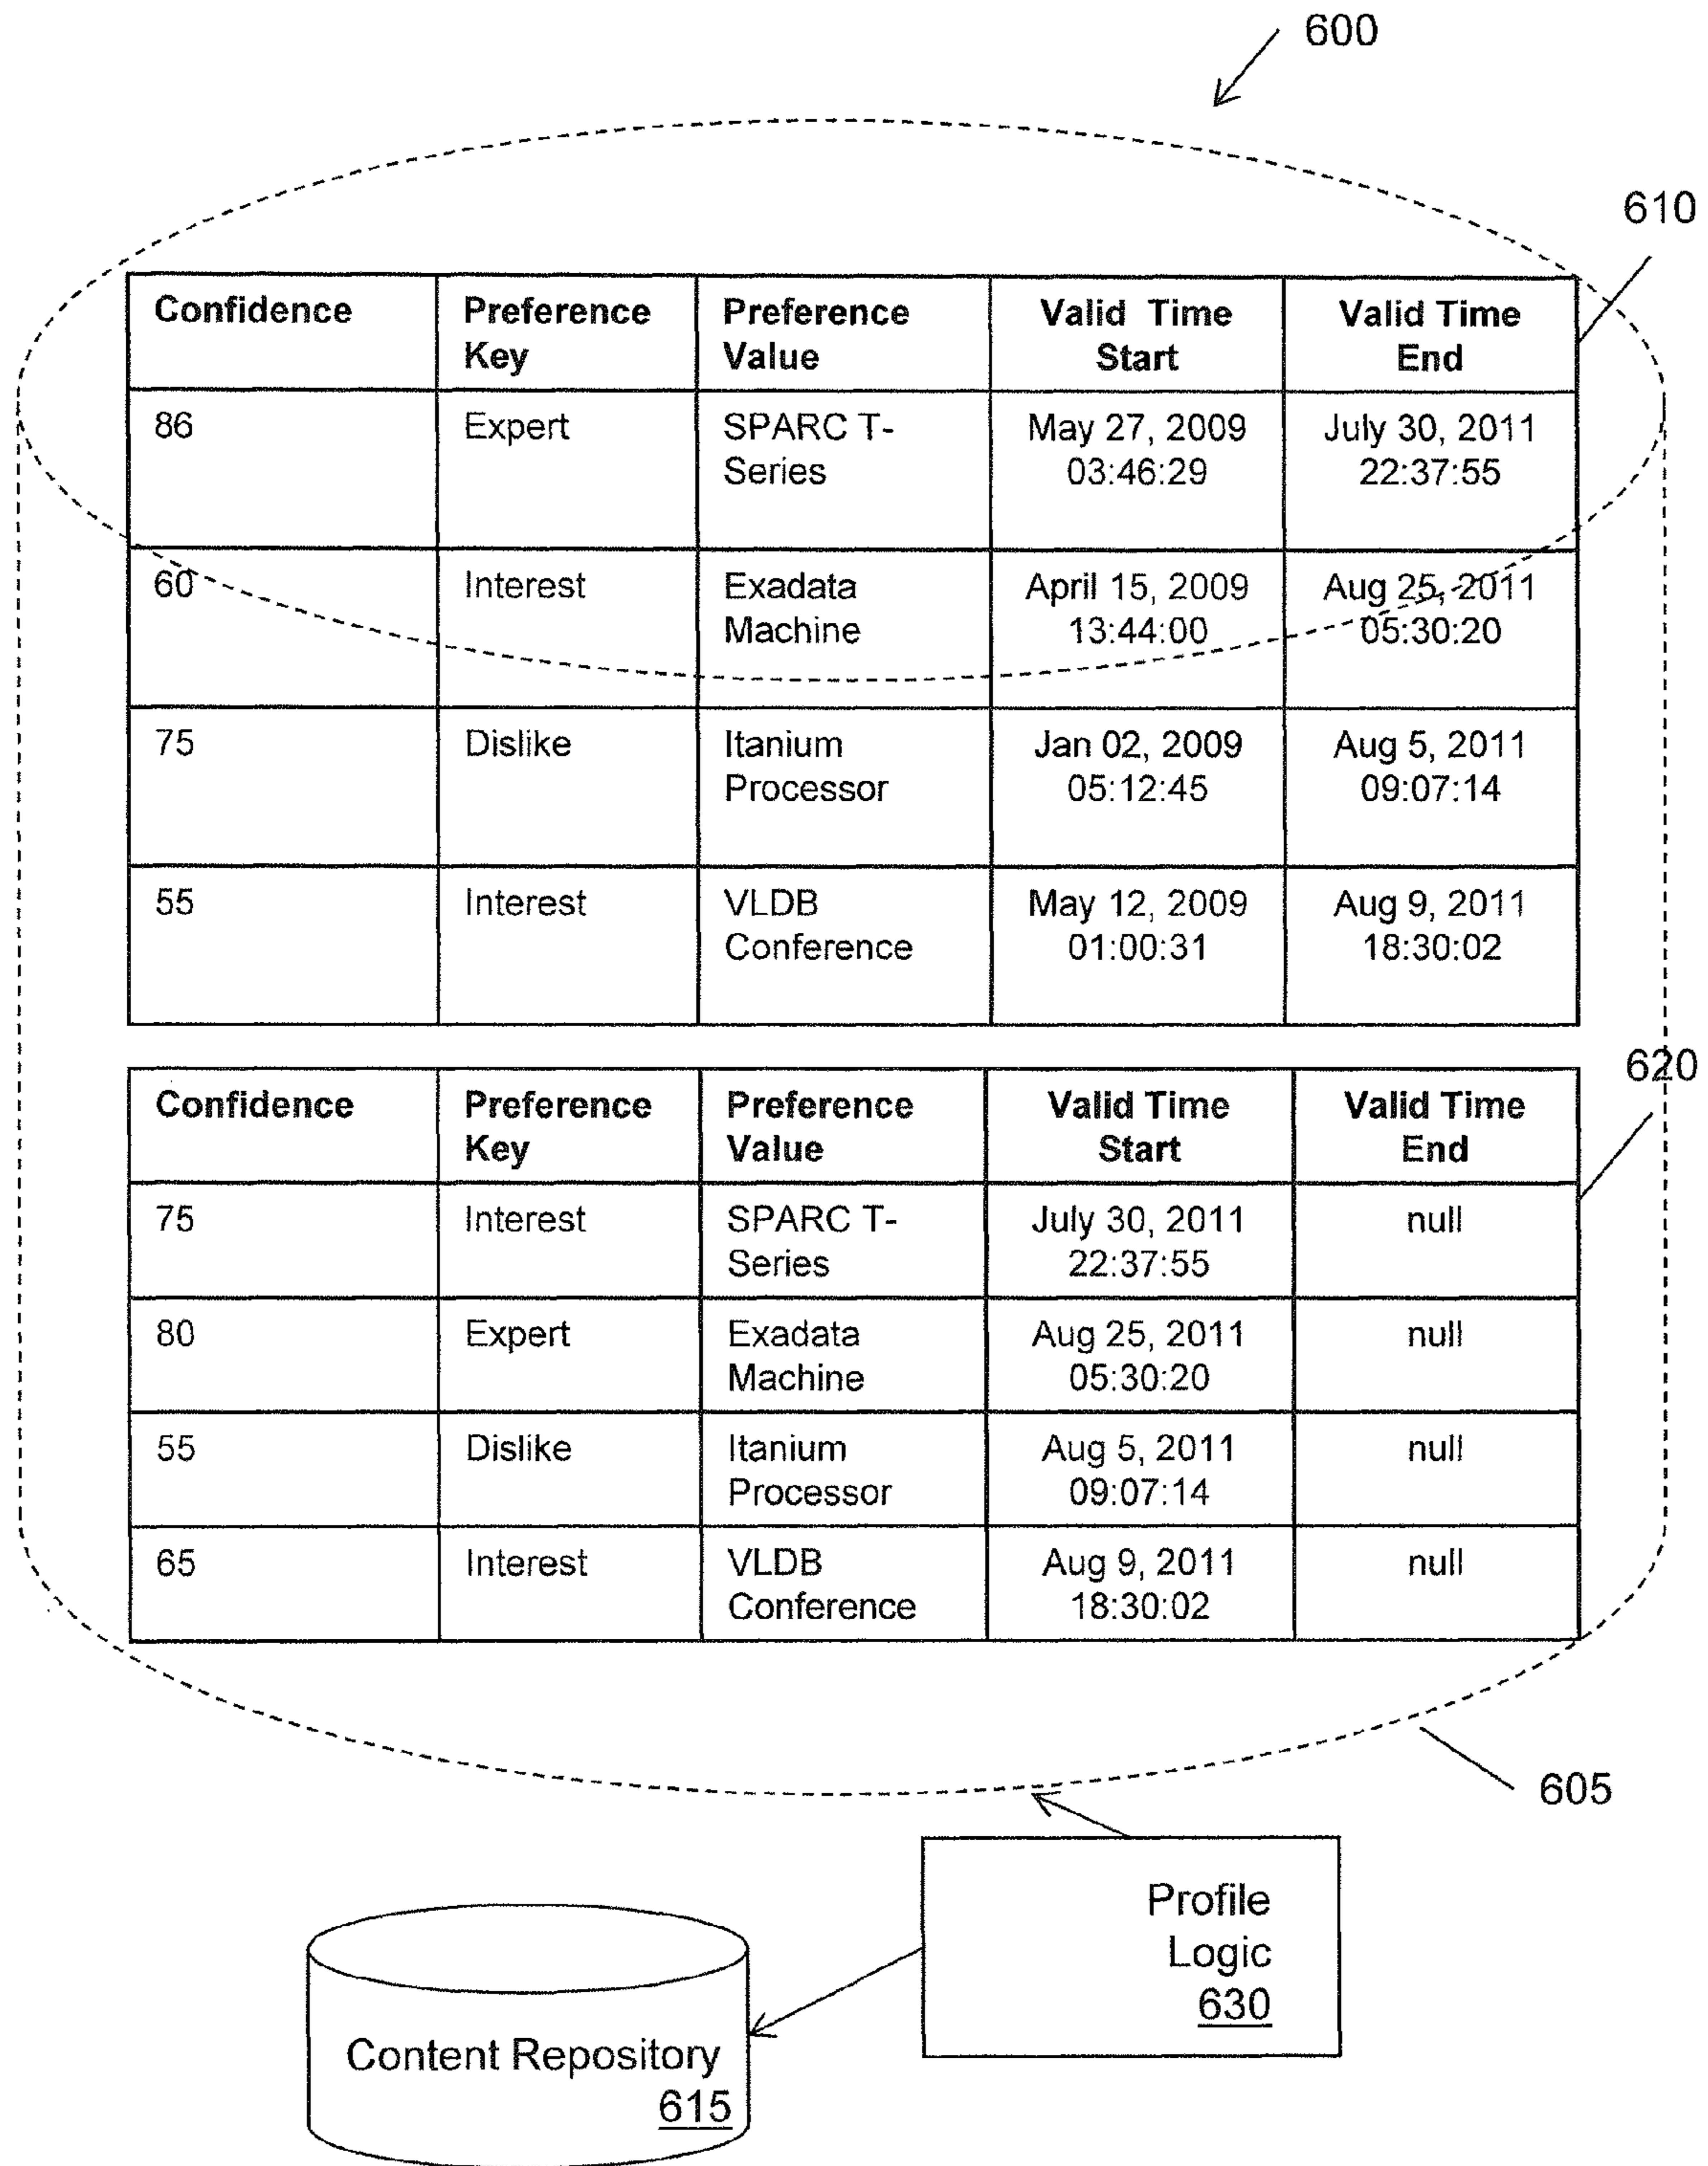 600
610
Confidence Preference Key Preference Value Valid Time Start Valid Time End
86 Expert SPARC T-Series May 27, 2009 03:46:29 July 30, 2011 22:37:55
60 Interest Exadata Machine April 15, 2009 13:44:00 Aug 25, 2011 05:30:20
75 Dislike Itanium Processor Jan 02, 2009 05:12:45 Aug 5, 2011 09:07:14
55 Interest VLDB Conference May 12, 2009 01:00:31 Aug 9, 2011 18:30:02
620
Confidence Preference Key Preference Value Valid Time Start Valid Time End
75 Interest SPARC T-Series July 30, 2011 22:37:55 null
80 Expert Exadata Machine Aug 25, 2011 05:30:20 null
55 Dislike Itanium Processor Aug 5, 2011 09:07:14 null
65 Interest VLDB Conference Aug 9, 2011 18:30:02 null
605
Profile
Logic
630
Content Repository
615